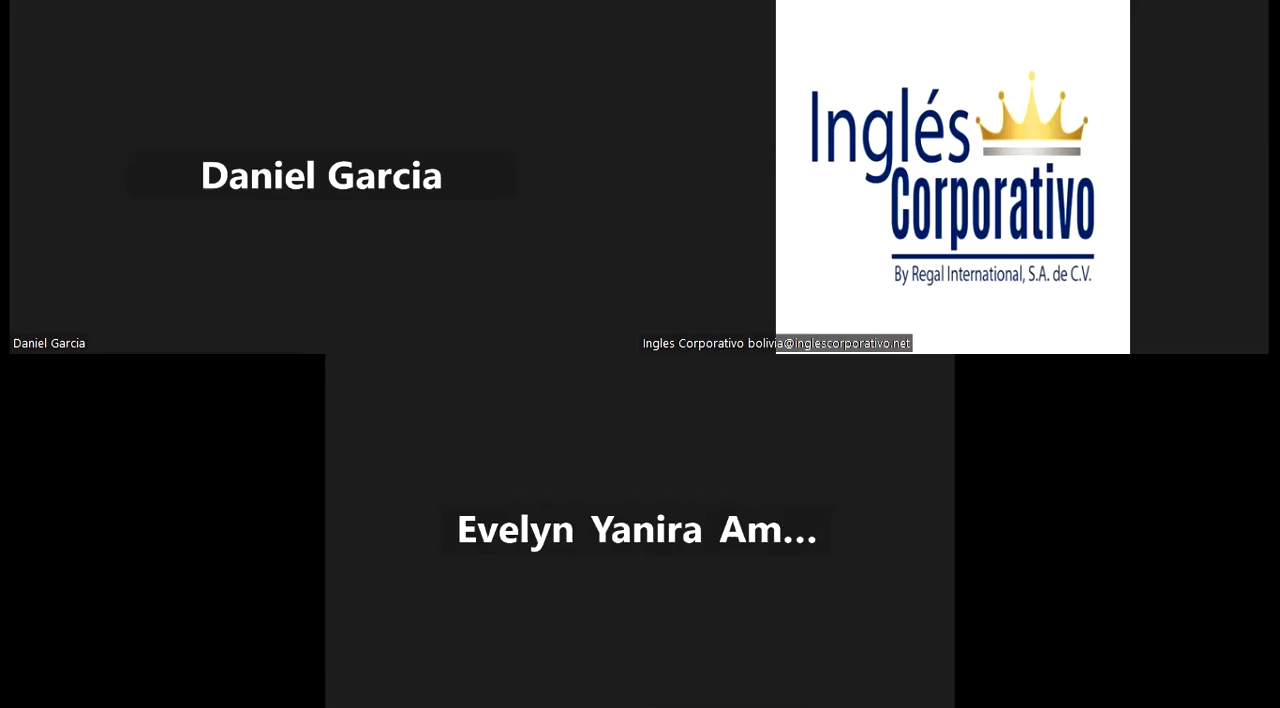 Daniel Garcia
Daniel Garcia
Inglés
Corporativo
By Regal International, S.A. de C.V.
Ingles Corporativo bolivia@inglescorporativo.net
Evelyn Yanira Am...